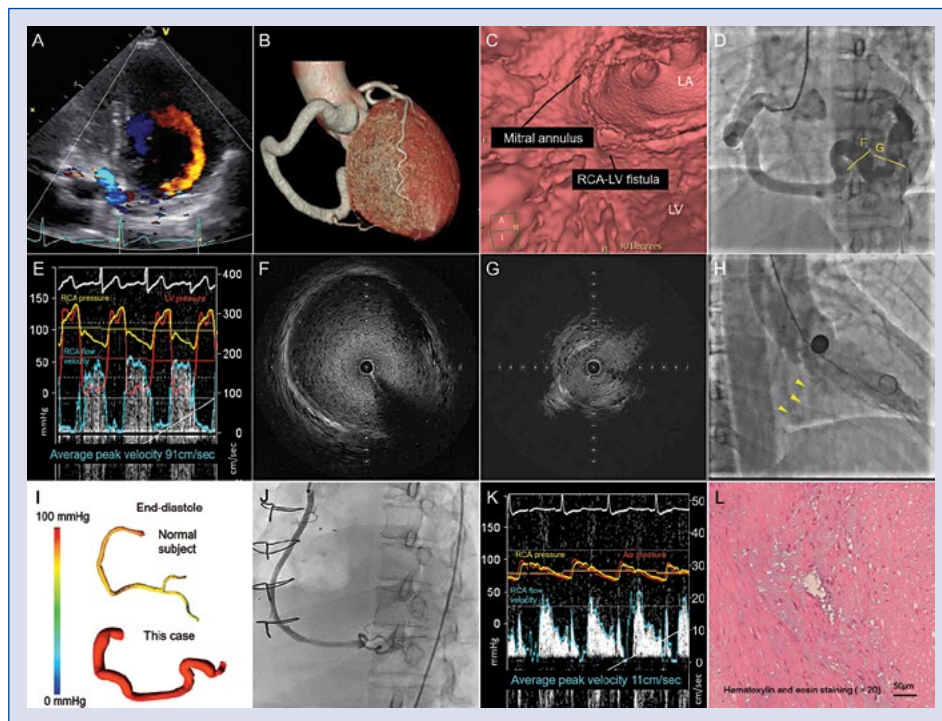 A
B
C
LA
Mitral annulus
RCA-LV fistula
LV
30 Degrees
D
F G
E
RCA pressure
LV pressure
RCA flow
velocity
150
100
50
0
mmHg
400
300
200
100
0
cm/sec
Average peak velocity 91cm/sec
F
G
H
I
End-diastole
100 mmHg
Normal
subject
This case
0 mmHg
J
K
RCA pressure
Ao pressure
RCA flow
velocity
150
100
50
0
mmHg
50
40
30
20
10
0
cm/sec
Average peak velocity 11cm/sec
L
Hematoxylin and eosin staining ( × 20)
50μm